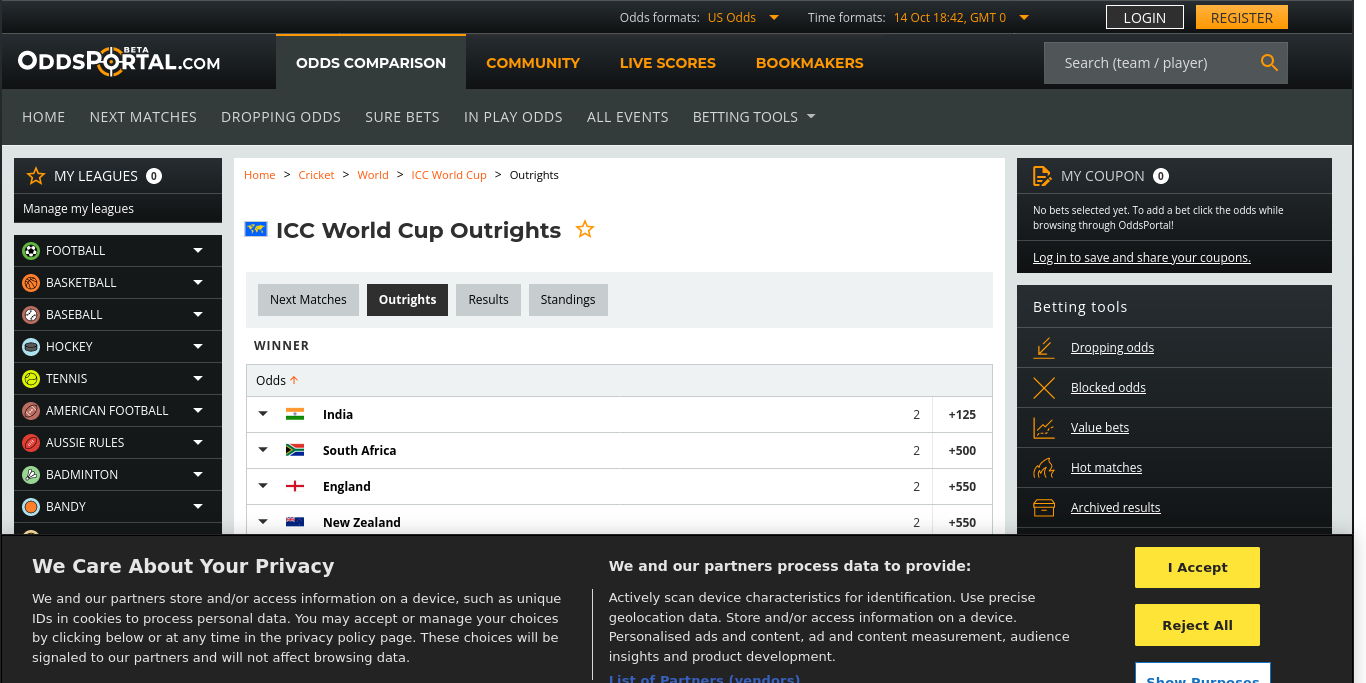 Odds formats: US Odds
Time formats: 14 Oct 18:42, GMT 0
LOGIN
REGISTER
ODDSPORTAL.COM
BETA
ODDS COMPARISON
COMMUNITY
LIVE SCORES
BOOKMAKERS
Search (team / player)
HOME
NEXT MATCHES
DROPPING ODDS
SURE BETS
IN PLAY ODDS
ALL EVENTS
BETTING TOOLS
MY LEAGUES 0
Manage my leagues
FOOTBALL
BASKETBALL
BASEBALL
HOCKEY
TENNIS
AMERICAN FOOTBALL
AUSSIE RULES
BADMINTON
BANDY
Home > Cricket > World > ICC World Cup > Outrights
ICC World Cup Outrights
Next Matches
Outrights
Results
Standings
WINNER
Odds
India 2 +125
South Africa 2 +500
England 2 +550
New Zealand 2 +550
MY COUPON 0
No bets selected yet. To add a bet click the odds while
browsing through OddsPortal!
Log in to save and share your coupons.
Betting tools
Dropping odds
Blocked odds
Value bets
Hot matches
Archived results
We Care About Your Privacy
We and our partners store and/or access information on a device, such as unique
IDs in cookies to process personal data. You may accept or manage your choices
by clicking below or at any time in the privacy policy page. These choices will be
signaled to our partners and will not affect browsing data.
We and our partners process data to provide:
Actively scan device characteristics for identification. Use precise
geolocation data. Store and/or access information on a device.
Personalised ads and content, ad and content measurement, audience
insights and product development.
List of Partners (vendors)
I Accept
Reject All
Show Purposes